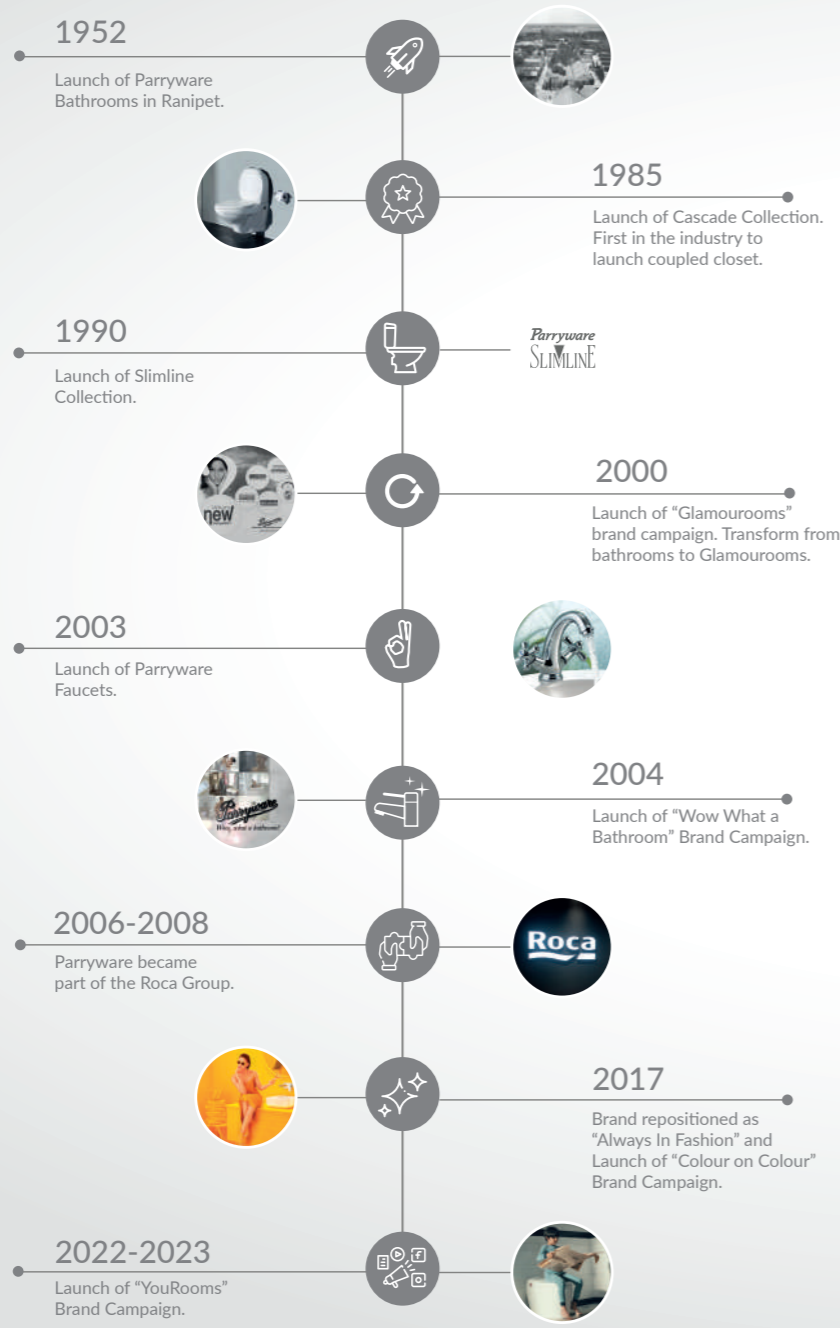 1952
Launch of Parryware
Bathrooms in Ranipet.
1985
Launch of Cascade Collection.
First in the industry to
launch coupled closet.
1990
Launch of Slimline
Collection.
Parryware
SLIMLINE
2000
Launch of “Glamourooms”
brand campaign. Transform from
bathrooms to Glamourooms.
new
2003
Launch of Parryware
Faucets.
2004
Launch of “Wow What a
Bathroom” Brand Campaign.
Parryware
Wow, what a bathroom!
2006-2008
Parryware became
part of the Roca Group.
Roca
2017
Brand repositioned as
“Always In Fashion” and
Launch of “Colour on Colour”
Brand Campaign.
2022-2023
Launch of “YouRooms”
Brand Campaign.